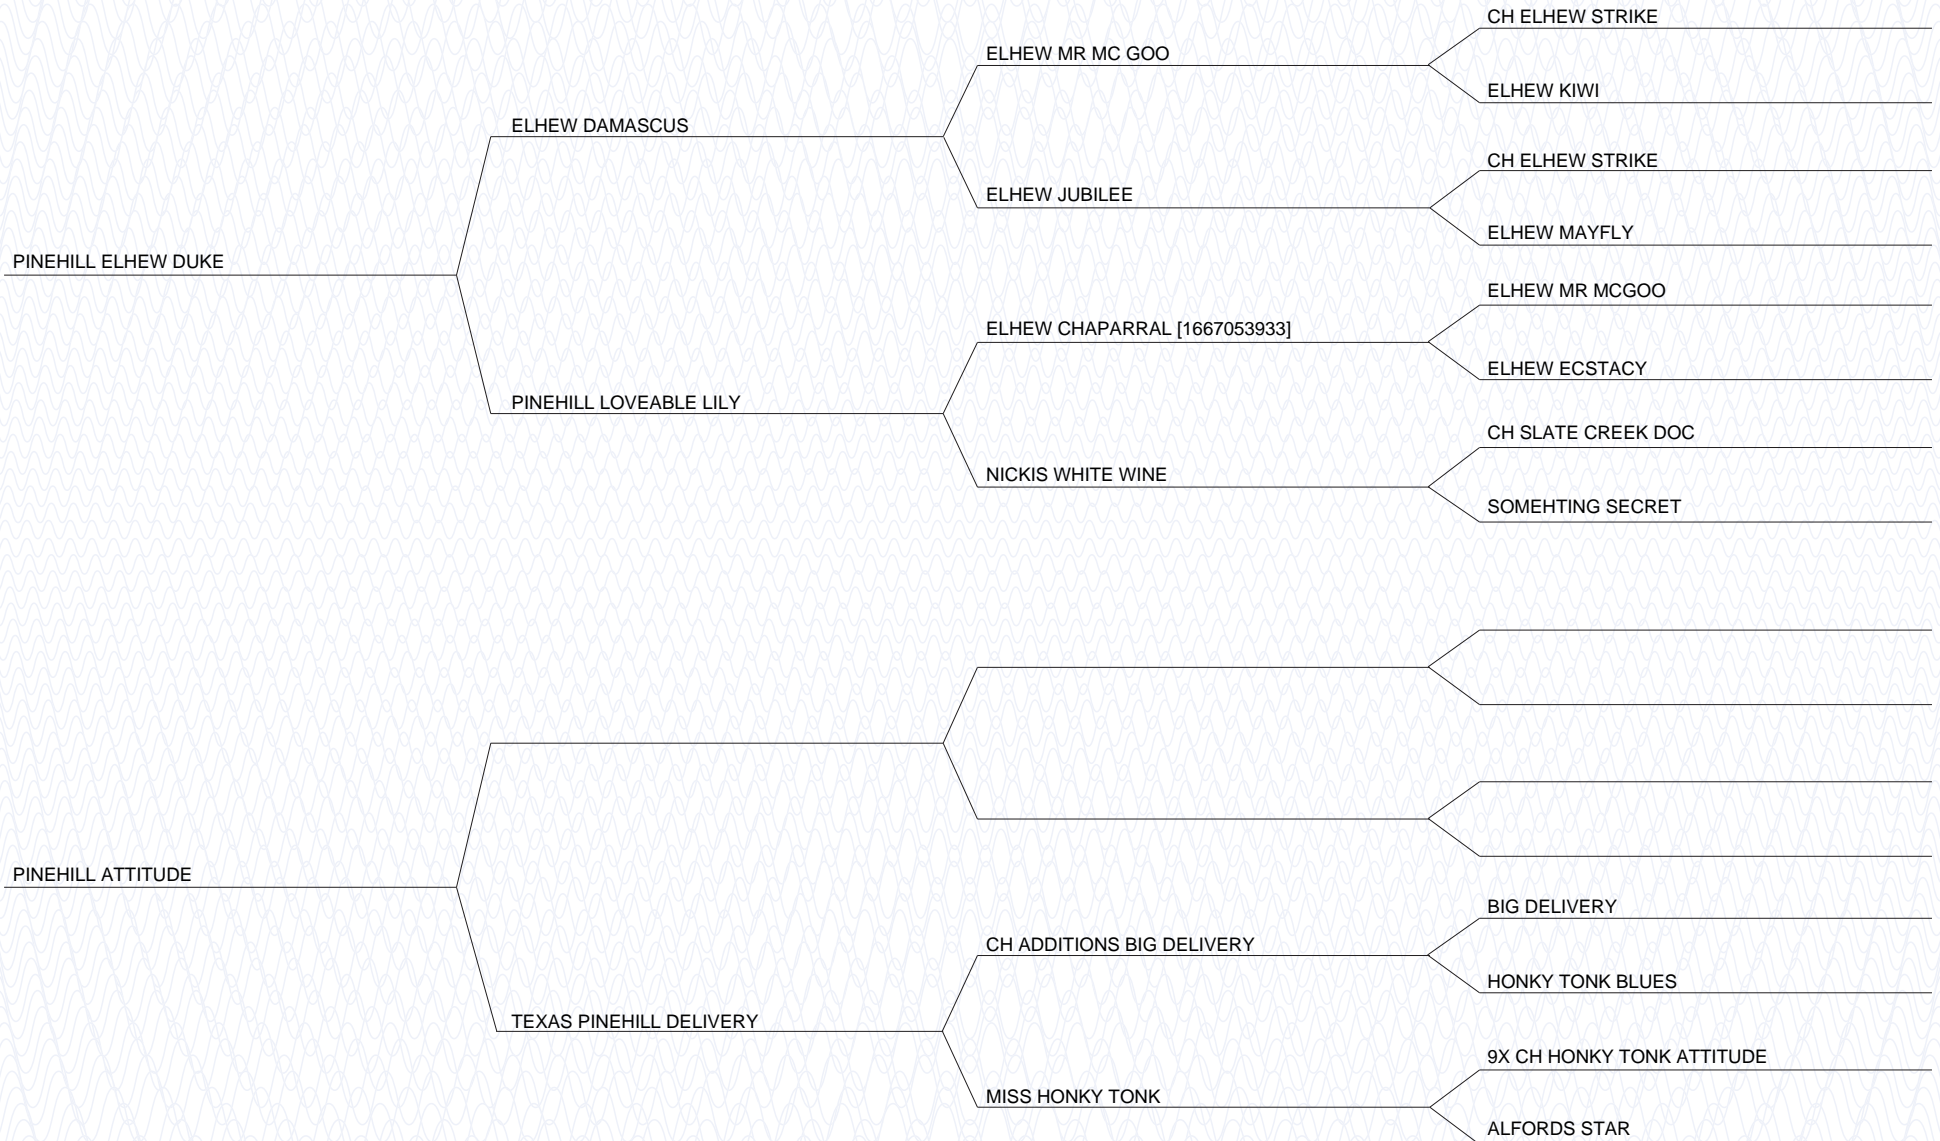 CH ELHEW STRIKE
ELHEW MR MC GOO
ELHEW KIWI
ELHEW DAMASCUS
CH ELHEW STRIKE
ELHEW JUBILEE
ELHEW MAYFLY
PINEHILL ELHEW DUKE
ELHEW MR MCGOO
ELHEW CHAPARRAL [1667053933]
ELHEW ECSTACY
PINEHILL LOVEABLE LILY
CH SLATE CREEK DOC
NICKIS WHITE WINE
SOMEHTING SECRET
PINEHILL ATTITUDE
BIG DELIVERY
CH ADDITIONS BIG DELIVERY
HONKY TONK BLUES
TEXAS PINEHILL DELIVERY
9X CH HONKY TONK ATTITUDE
MISS HONKY TONK
ALFORDS STAR